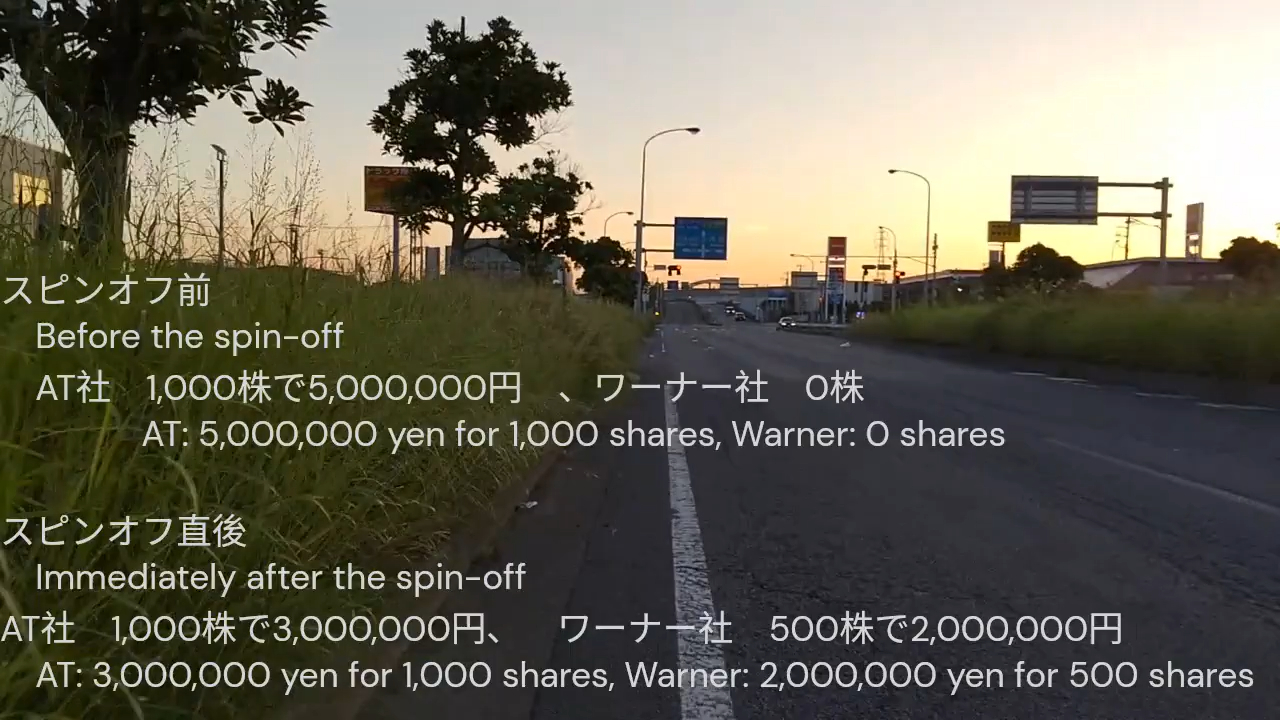 スピンオフ前
Before the spin-off
AT社　1,000株で5,000,000円　、ワーナー社　0株
AT: 5,000,000 yen for 1,000 shares, Warner: 0 shares
スピンオフ直後
Immediately after the spin-off
AT社　1,000株で3,000,000円、　ワーナー社　500株で2,000,000円
AT: 3,000,000 yen for 1,000 shares, Warner: 2,000,000 yen for 500 shares